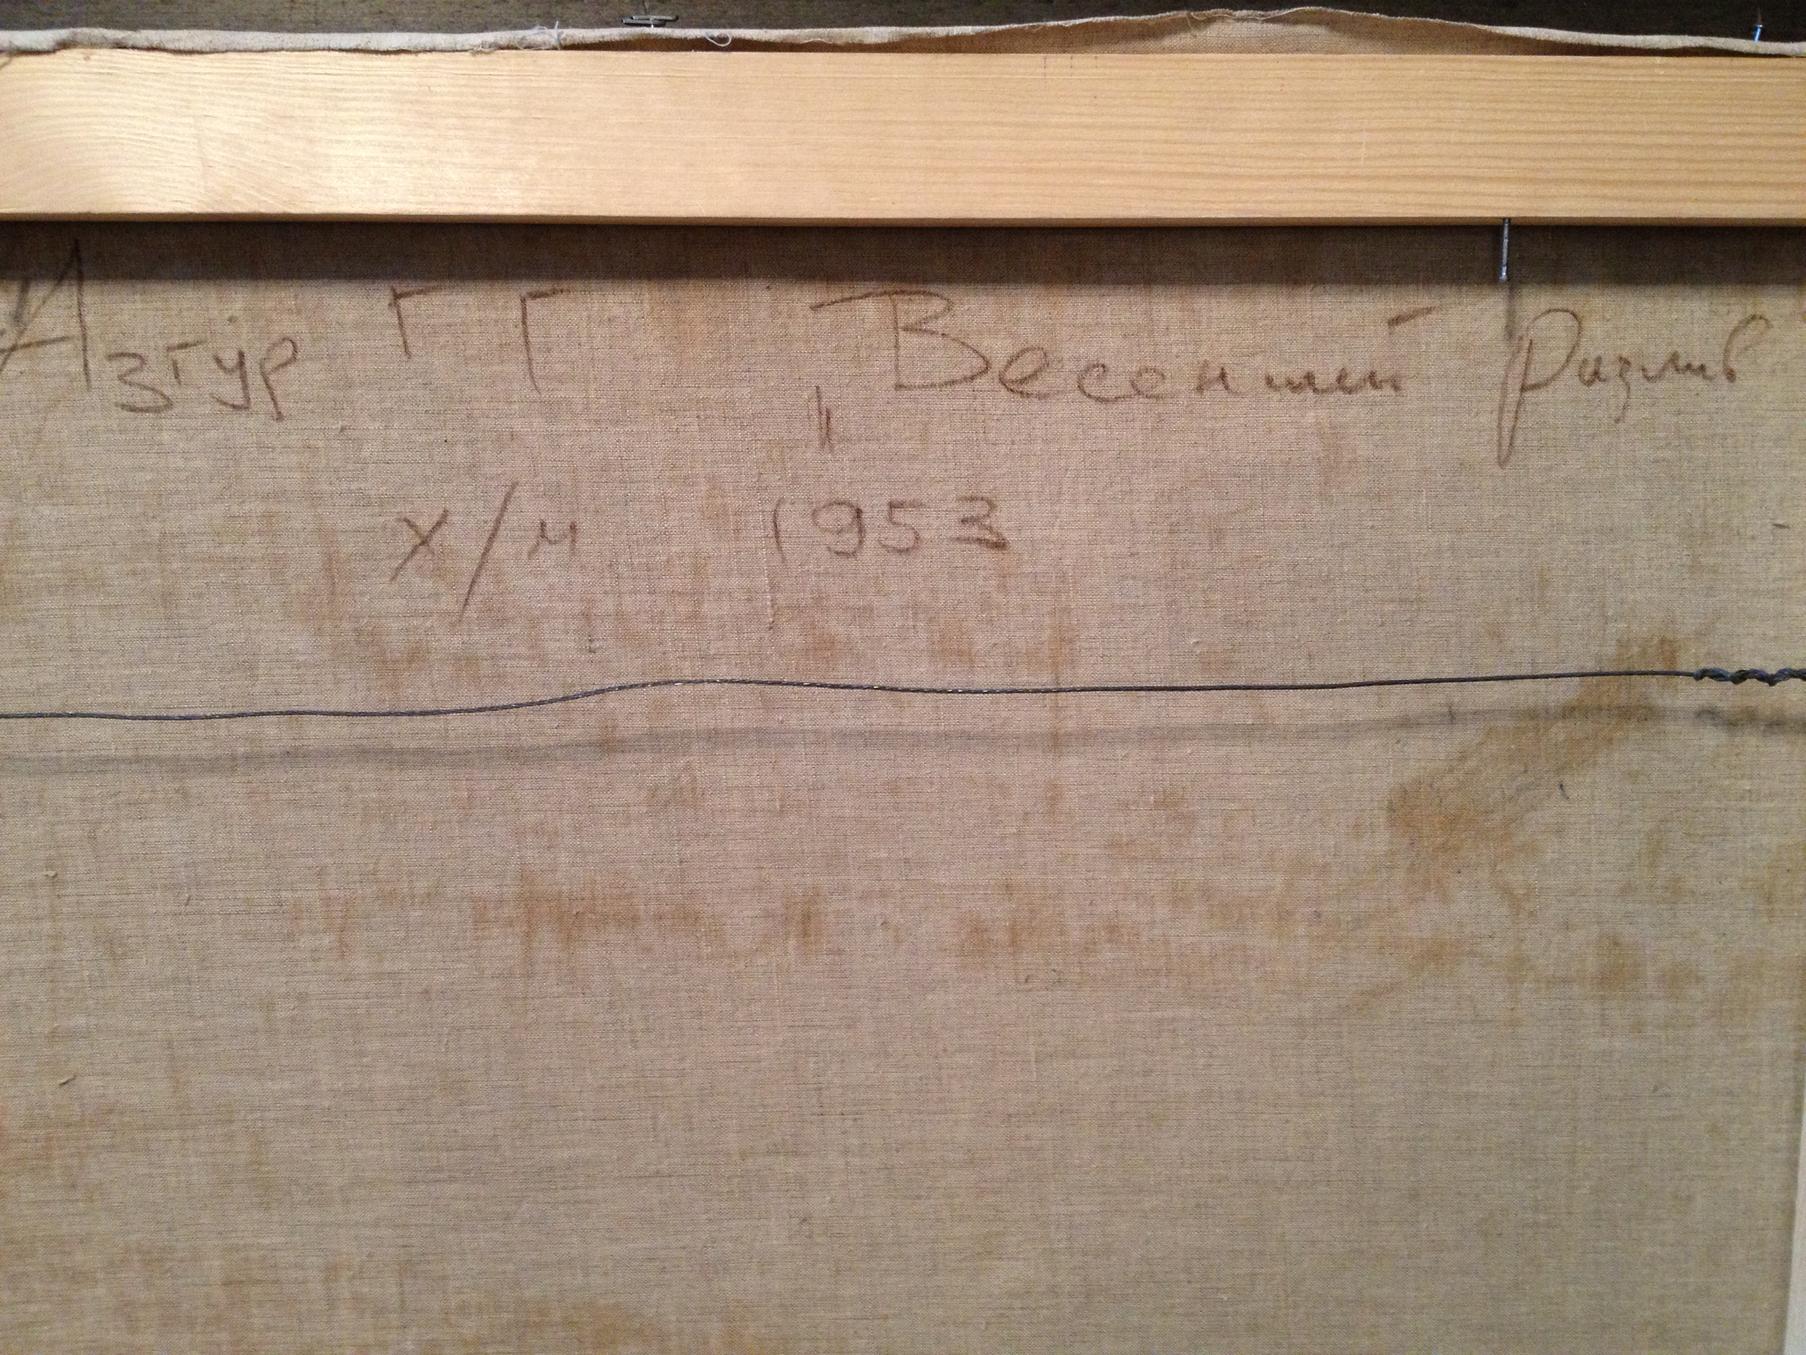 Азгур Г Г „Весенний разлив
х/м 1953